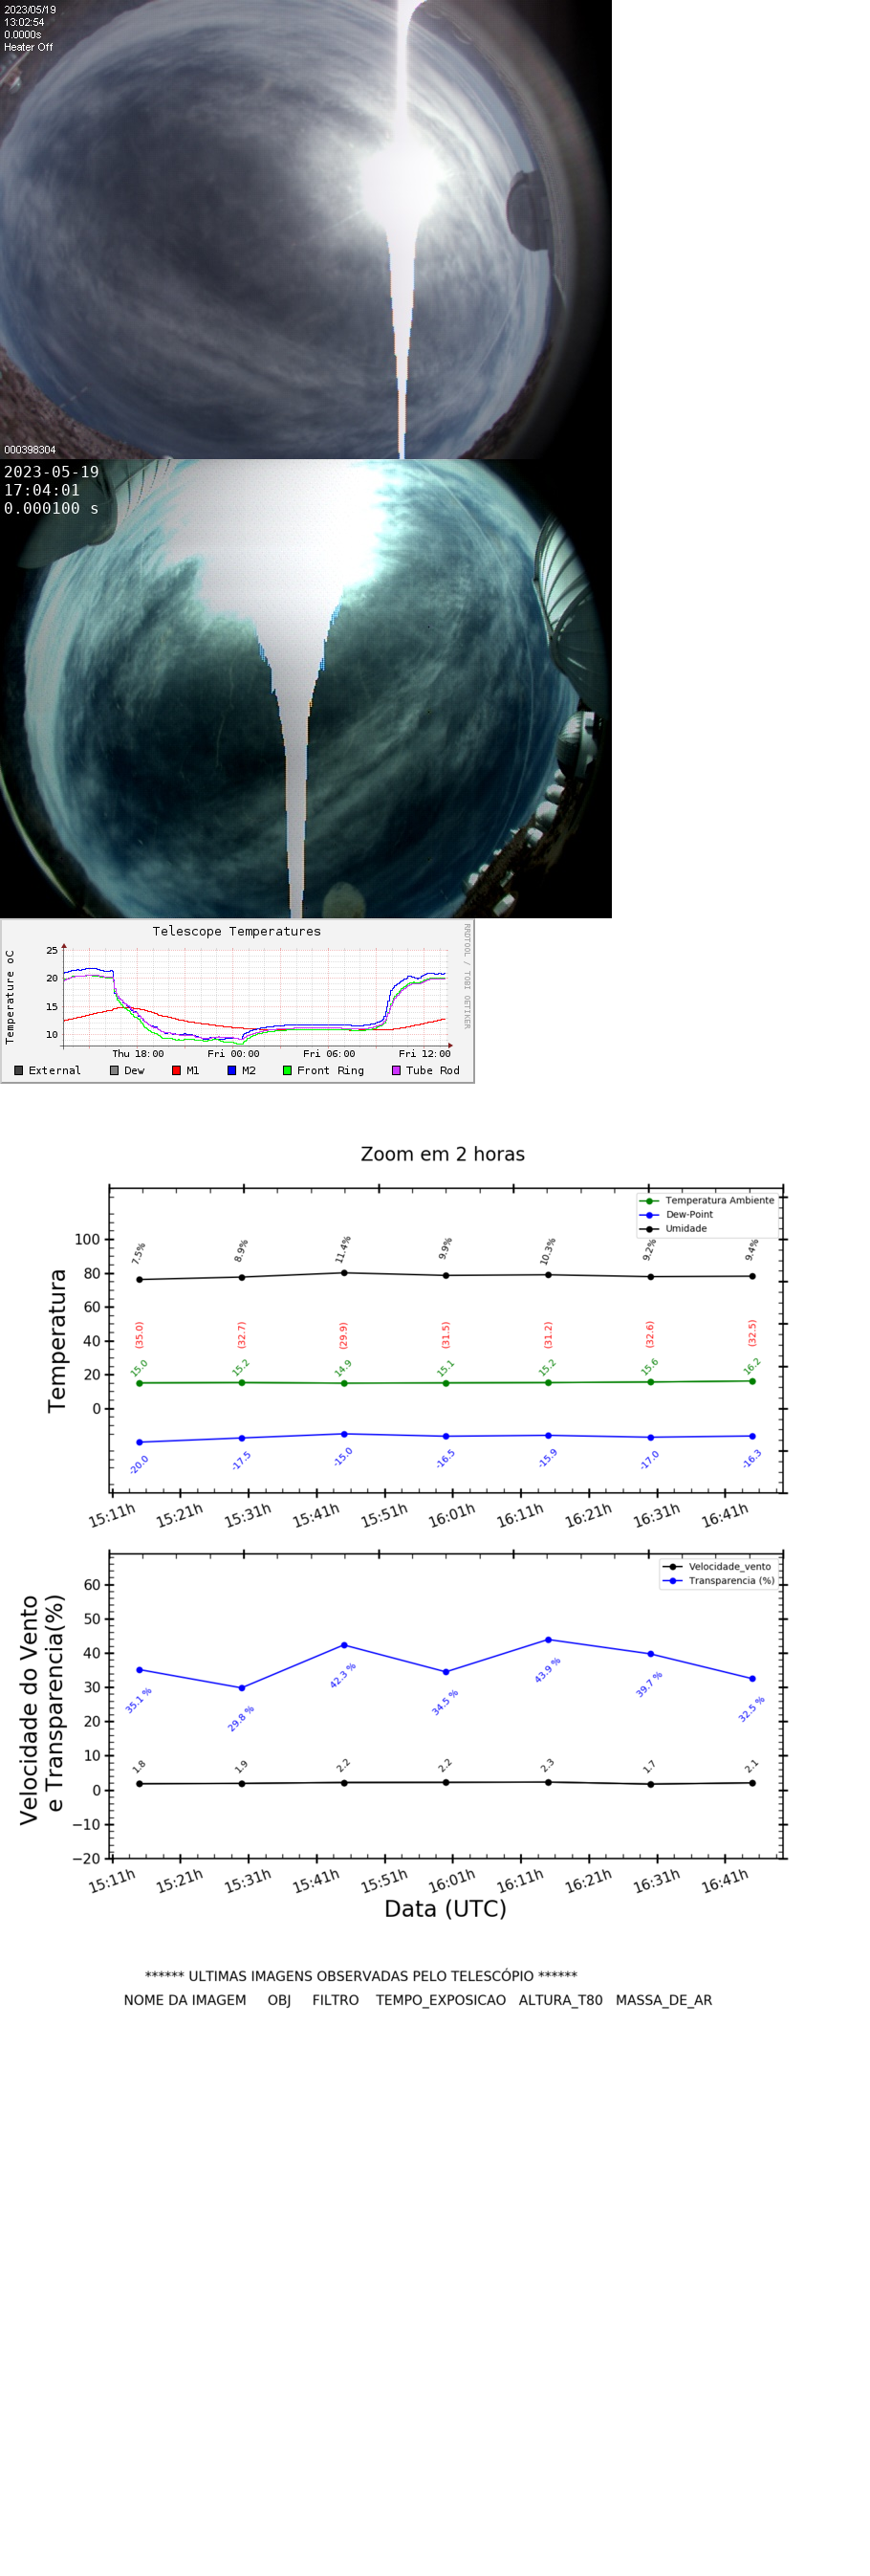 2023/05/19
13:02:54
0.0000s
Heater Off
000398304
2023-05-19
17:04:01
0.000100 s
Telescope Temperatures
RRDTOOL / TOBI OETIKER
Temperature oC
25
20
15
10
Thu 18:00 Fri 00:00 Fri 06:00 Fri 12:00
External Dew M1 M2 Front Ring Tube Rod
Zoom em 2 horas
Temperatura Ambiente
Dew-Point
Umidade
Temperatura
100
80
60
40
20
0
7.5% 8.9% 11.4% 9.9% 10.3% 9.2% 9.4%
(35.0) (32.7) (29.9) (31.5) (31.2) (32.6) (32.5)
15.0 15.2 14.9 15.1 15.2 15.6 16.2
-20.0 -17.5 -15.0 -16.5 -15.9 -17.0 -16.3
15:11h 15:21h 15:31h 15:41h 15:51h 16:01h 16:11h 16:21h 16:31h 16:41h
Velocidade_vento
Transparencia (%)
Velocidade do Vento
e Transparencia(%)
60
50
40
30
20
10
0
−10
−20
35.1 % 29.8 % 42.3 % 34.5 % 43.9 % 39.7 % 32.5 %
1.8 1.9 2.2 2.2 2.3 1.7 2.1
15:11h 15:21h 15:31h 15:41h 15:51h 16:01h 16:11h 16:21h 16:31h 16:41h
Data (UTC)
****** ULTIMAS IMAGENS OBSERVADAS PELO TELESCÓPIO ******
NOME DA IMAGEM OBJ FILTRO TEMPO_EXPOSICAO ALTURA_T80 MASSA_DE_AR